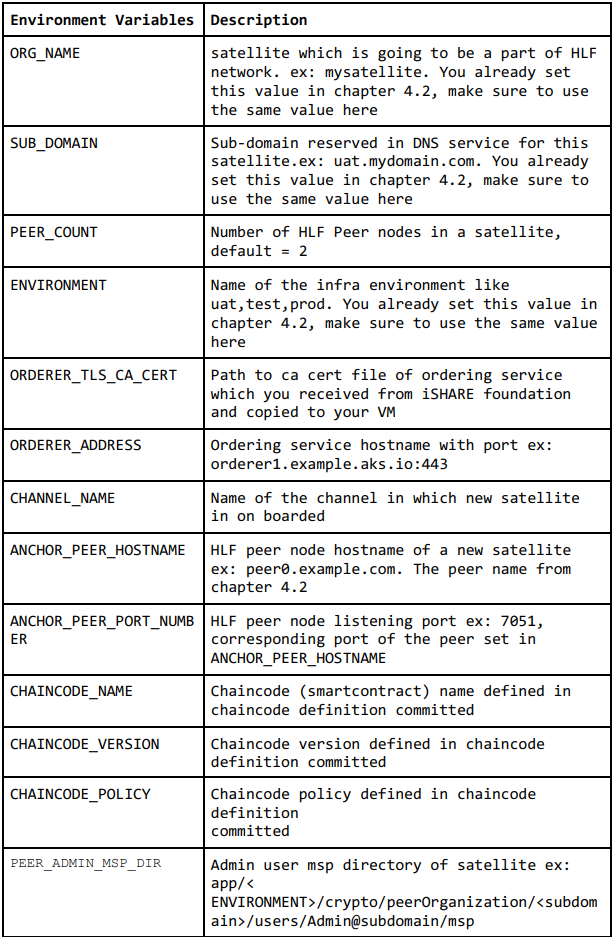 Environment Variables Description
ORG_NAME
satellite which is going to be a part of HLF
network. ex: mysatellite. You already set
this value in chapter 4.2, make sure to use
the same value here
SUB_DOMAIN
Sub-domain reserved in DNS service for this
satellite.ex: uat.mydomain.com. You already
set this value in chapter 4.2, make sure to
use the same value here
PEER_COUNT
Number of HLF Peer nodes in a satellite,
default = 2
ENVIRONMENT
Name of the infra environment like
uat,test,prod. You already set this value in
chapter 4.2, make sure to use the same value
here
ORDERER_TLS_CA_CERT
Path to ca cert file of ordering service
which you received from iSHARE foundation
and copied to your VM
ORDERER_ADDRESS
Ordering service hostname with port ex:
orderer1.example.aks.io:443
CHANNEL_NAME
Name of the channel in which new satellite
in on boarded
ANCHOR_PEER_HOSTNAME
HLF peer node hostname of a new satellite
ex: peer0.example.com. The peer name from
chapter 4.2
ANCHOR_PEER_PORT_NUMB
ER
HLF peer node listening port ex: 7051,
corresponding port of the peer set in
ANCHOR_PEER_HOSTNAME
CHAINCODE_NAME
Chaincode (smartcontract) name defined in
chaincode definition committed
CHAINCODE_VERSION
Chaincode version defined in chaincode
definition committed
CHAINCODE_POLICY
Chaincode policy defined in chaincode
definition
committed
PEER_ADMIN_MSP_DIR
Admin user msp directory of satellite ex:
app/<
ENVIRONMENT>/crypto/peerOrganization/<subdom
ain>/users/Admin@subdomain/msp